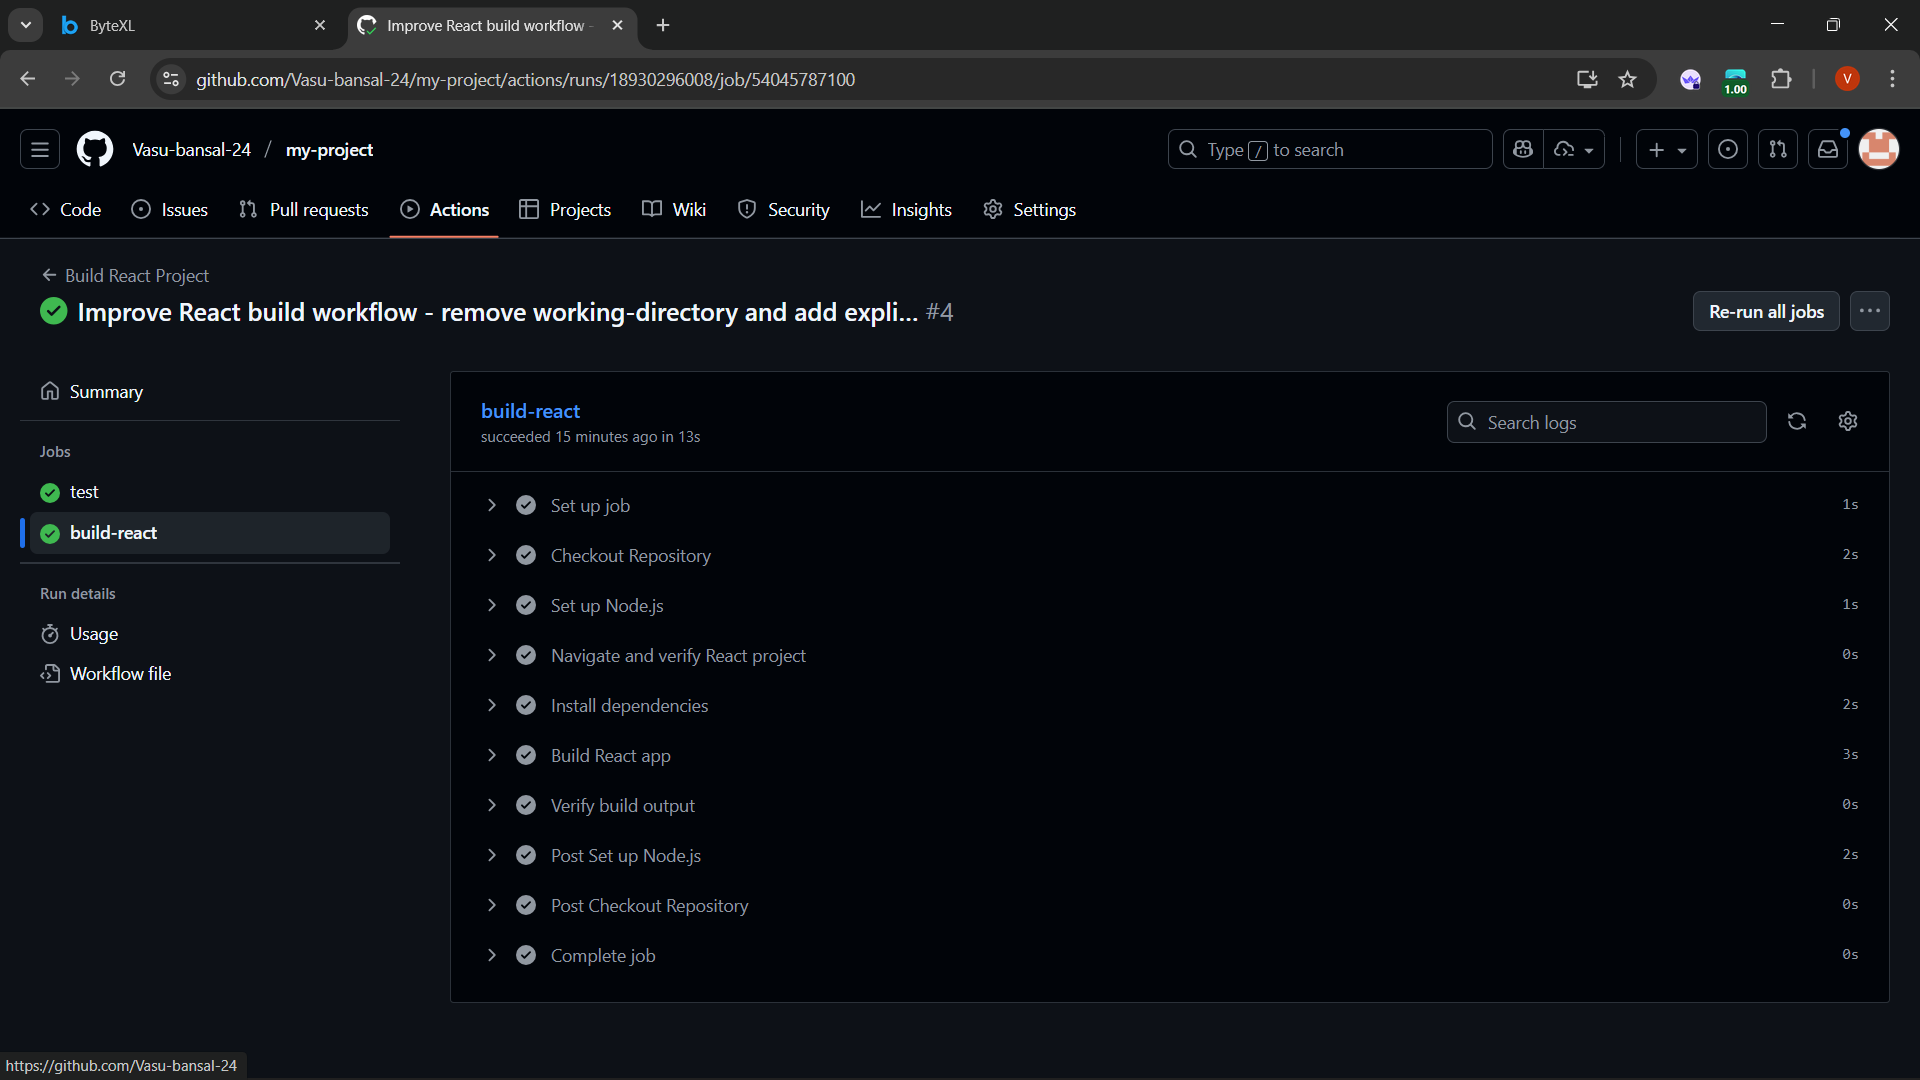 ByteXL
Improve React build workflow -
github.com/Vasu-bansal-24/my-project/actions/runs/18930296008/job/54045787100
1.00
V
Vasu-bansal-24 / my-project
Type / to search
Code
Issues
Pull requests
Actions
Projects
Wiki
Security
Insights
Settings
Build React Project
Improve React build workflow - remove working-directory and add expli... #4
Re-run all jobs
Summary
Jobs
test
build-react
Run details
Usage
Workflow file
build-react
succeeded 15 minutes ago in 13s
Search logs
Set up job 1s
Checkout Repository 2s
Set up Node.js 1s
Navigate and verify React project 0s
Install dependencies 2s
Build React app 3s
Verify build output 0s
Post Set up Node.js 2s
Post Checkout Repository 0s
Complete job 0s
https://github.com/Vasu-bansal-24